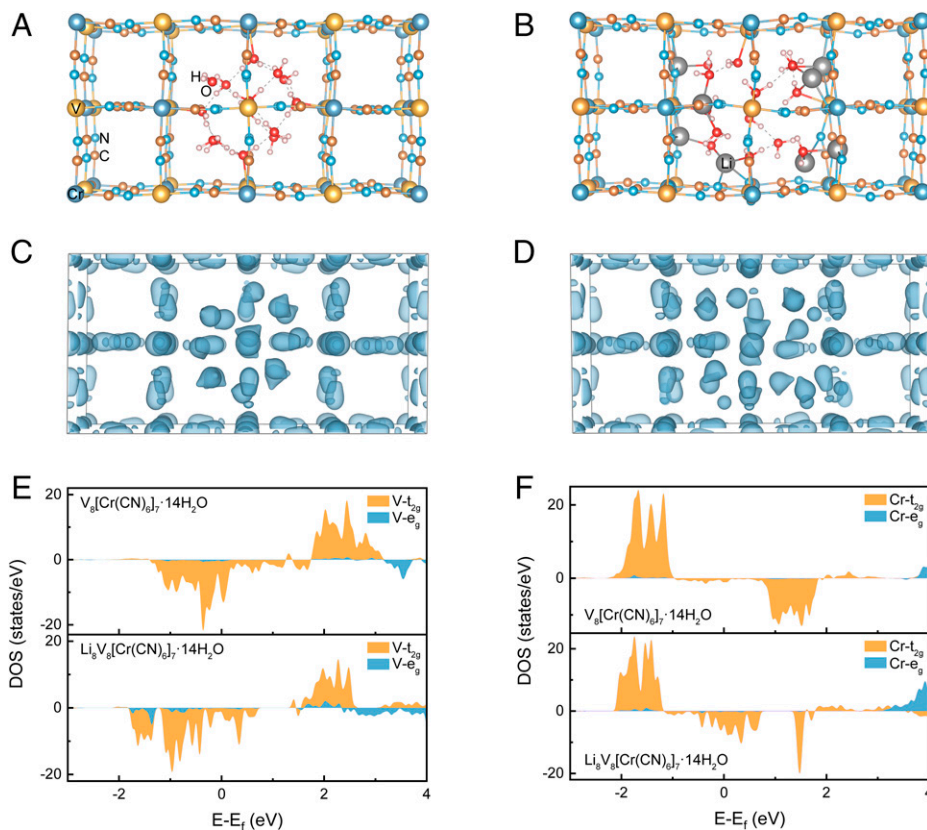 A
H
O
V
N
C
Cr
B
Li
C
D
E
20
V₈[Cr(CN)₆]₇·14H₂O
V-t₂g
V-eg
0
-20
20
Li₈V₈[Cr(CN)₆]₇·14H₂O
V-t₂g
V-eg
0
-20
DOS (states/eV)
-2 0 2 4
E-Ef (eV)
F
20
Cr-t₂g
Cr-eg
0
V₈[Cr(CN)₆]₇·14H₂O
-20
20
Cr-t₂g
Cr-eg
0
Li₈V₈[Cr(CN)₆]₇·14H₂O
-20
DOS (states/eV)
-2 0 2 4
E-Ef (eV)